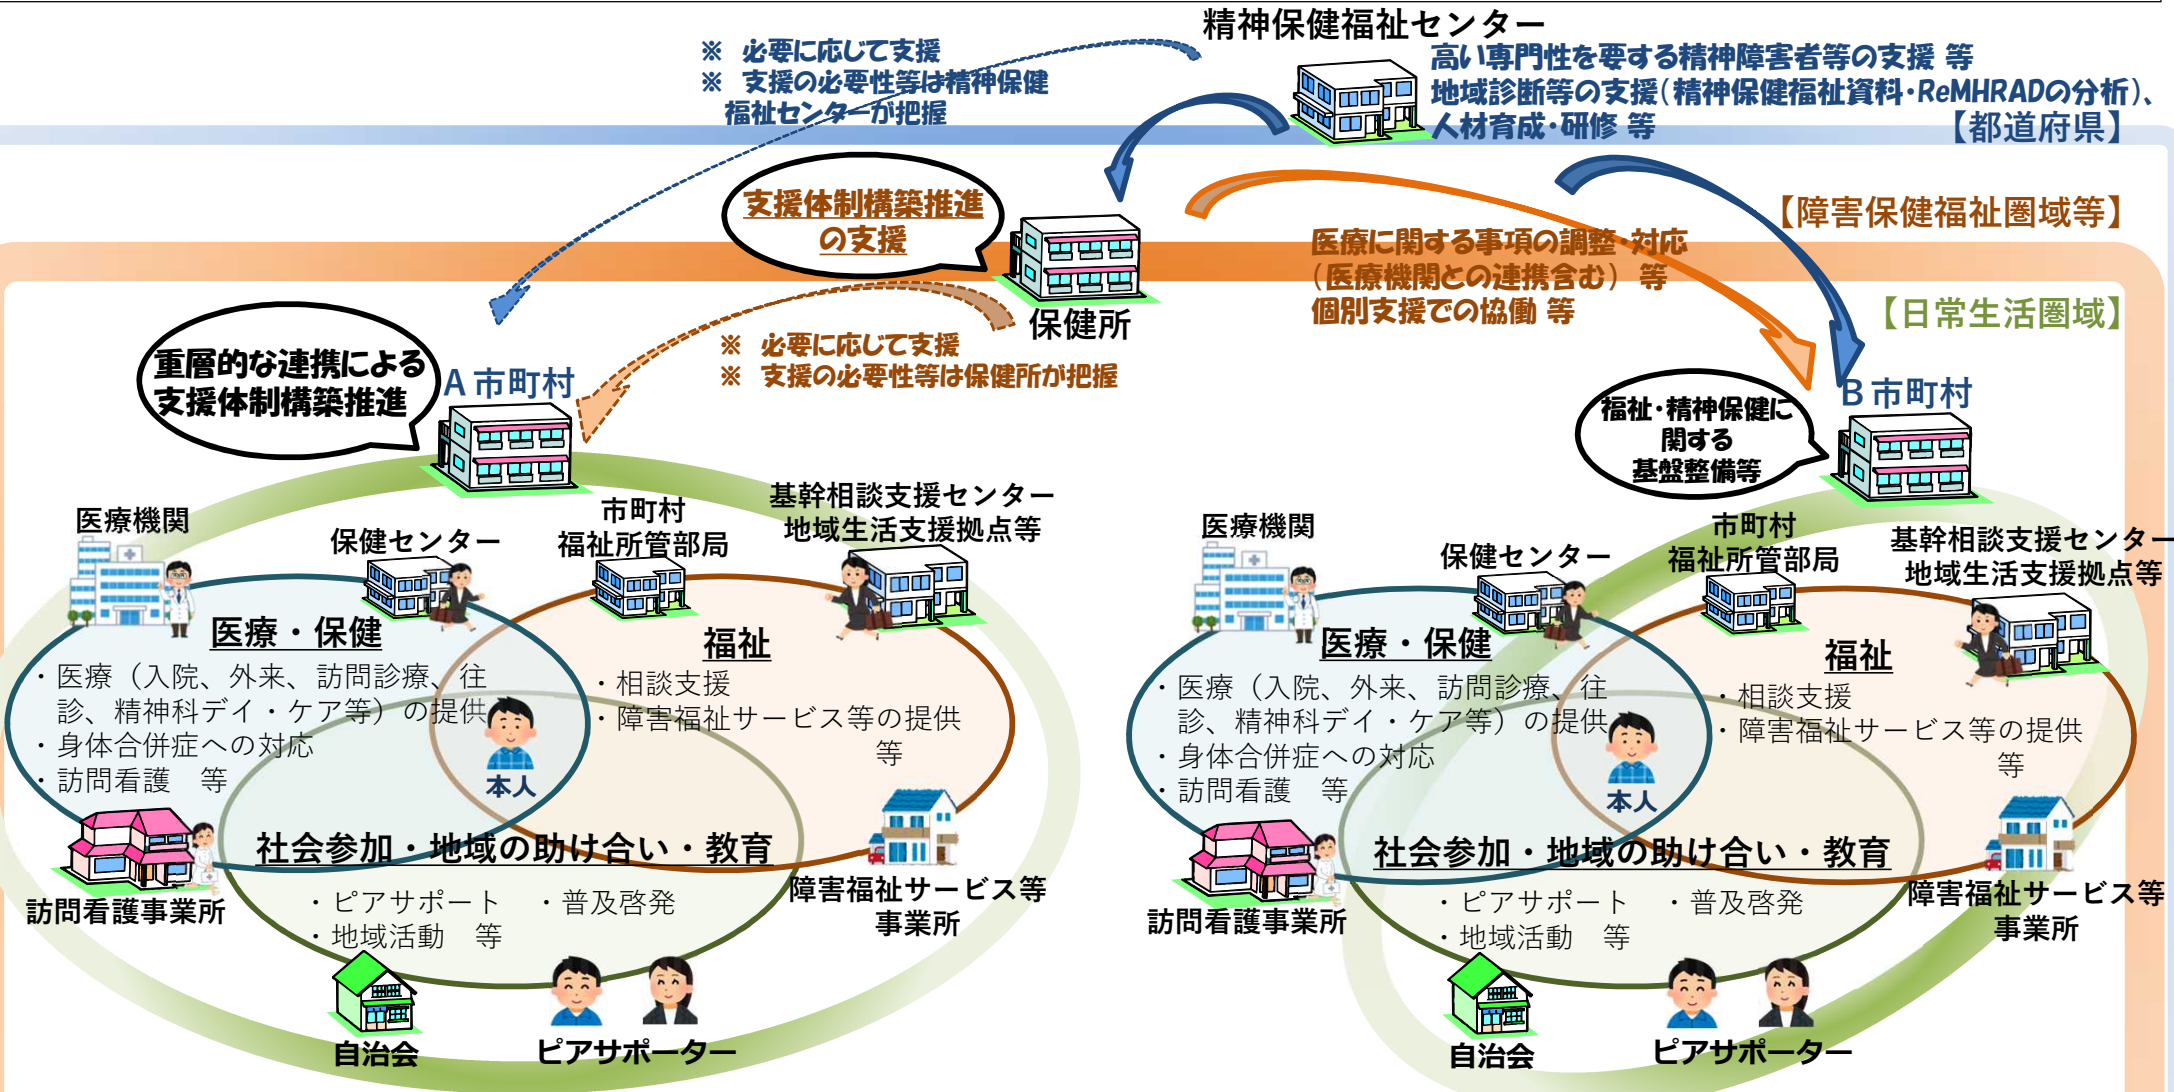 精神保健福祉センター
※ 必要に応じて支援
※ 支援の必要性等は精神保健
福祉センターが把握
高い専門性を要する精神障害者等の支援 等
地域診断等の支援(精神保健福祉資料・ReMHRADの分析)、
人材育成・研修 等
【都道府県】
支援体制構築推進
の支援
【障害保健福祉圏域等】
医療に関する事項の調整・対応
(医療機関との連携含む) 等
個別支援での協働 等
保健所
【日常生活圏域】
※ 必要に応じて支援
※ 支援の必要性等は保健所が把握
重層的な連携による
支援体制構築推進
A市町村
医療機関
保健センター
市町村
福祉所管部局
基幹相談支援センター
地域生活支援拠点等
医療・保健
・医療(入院、外来、訪問診療、往
診、精神科デイ・ケア等)の提供
・身体合併症への対応
・訪問看護 等
福祉
・相談支援
・障害福祉サービス等の提供
等
本人
社会参加・地域の助け合い・教育
・ピアサポート ・普及啓発
・地域活動 等
訪問看護事業所
障害福祉サービス等
事業所
自治会
ピアサポーター
福祉・精神保健に
関する
基盤整備等
B市町村
医療機関
保健センター
市町村
福祉所管部局
基幹相談支援センター
地域生活支援拠点等
医療・保健
・医療(入院、外来、訪問診療、往
診、精神科デイ・ケア等)の提供
・身体合併症への対応
・訪問看護 等
福祉
・相談支援
・障害福祉サービス等の提供
等
本人
社会参加・地域の助け合い・教育
・ピアサポート ・普及啓発
・地域活動 等
訪問看護事業所
障害福祉サービス等
事業所
自治会
ピアサポーター